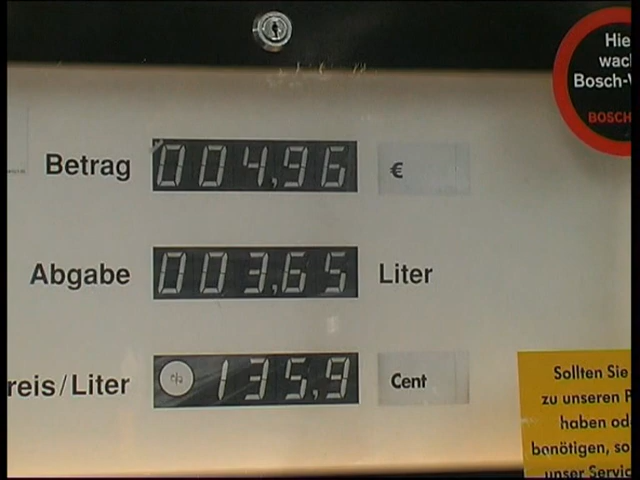 Hie
wac
Bosch-
BOSCH
Betrag 004,96 €
Abgabe 003,65 Liter
reis/Liter 135,9 Cent
Sollten Sie
zu unseren P
haben od
benötigen, so
unser Servic